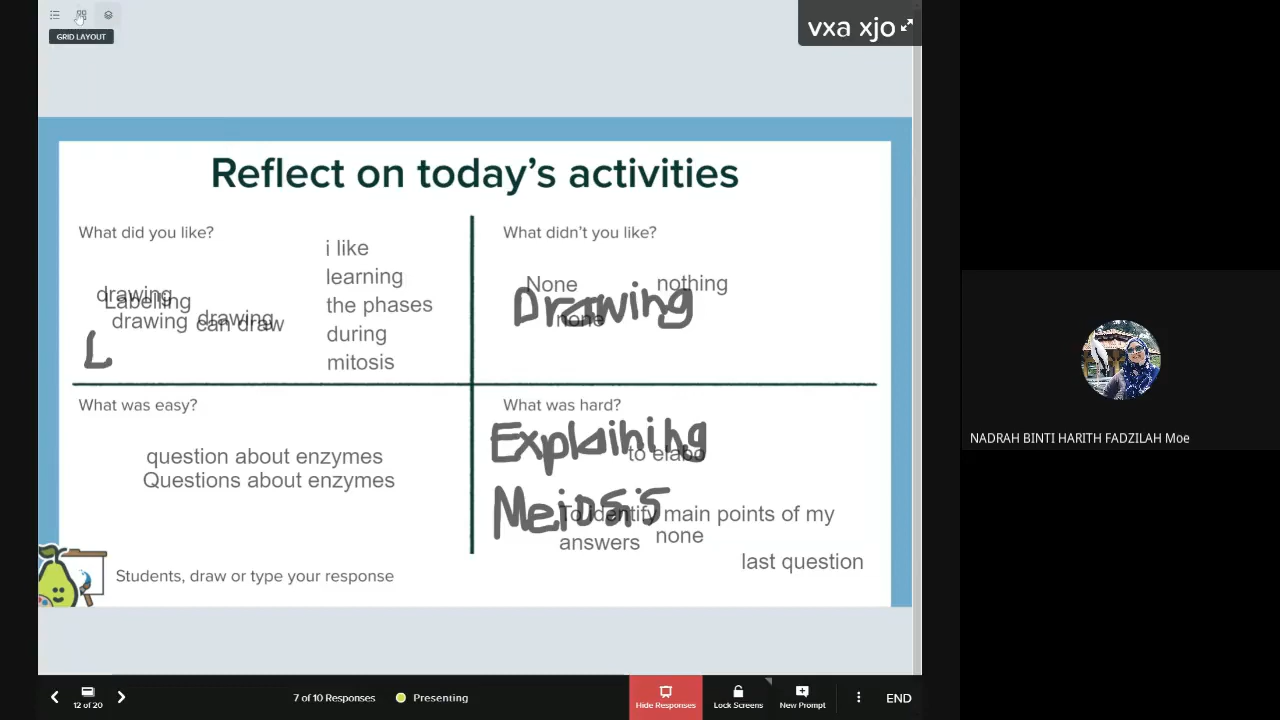 GRID LAYOUT
vxa xjo
Reflect on today's activities
What did you like?
drawing
Labelling
drawing
drawing
can draw
L
i like
learning
the phases
during
mitosis
What didn't you like?
None
nothing
Drawing
none
What was easy?
question about enzymes
Questions about enzymes
What was hard?
Explaining
to elabo
Meiosis
To identify main points of my
answers
none
last question
Students, draw or type your response
NADRAH BINTI HARITH FADZILAH Moe
12 of 20
7 of 10 Responses
Presenting
Hide Responses
Lock Screens
New Prompt
END